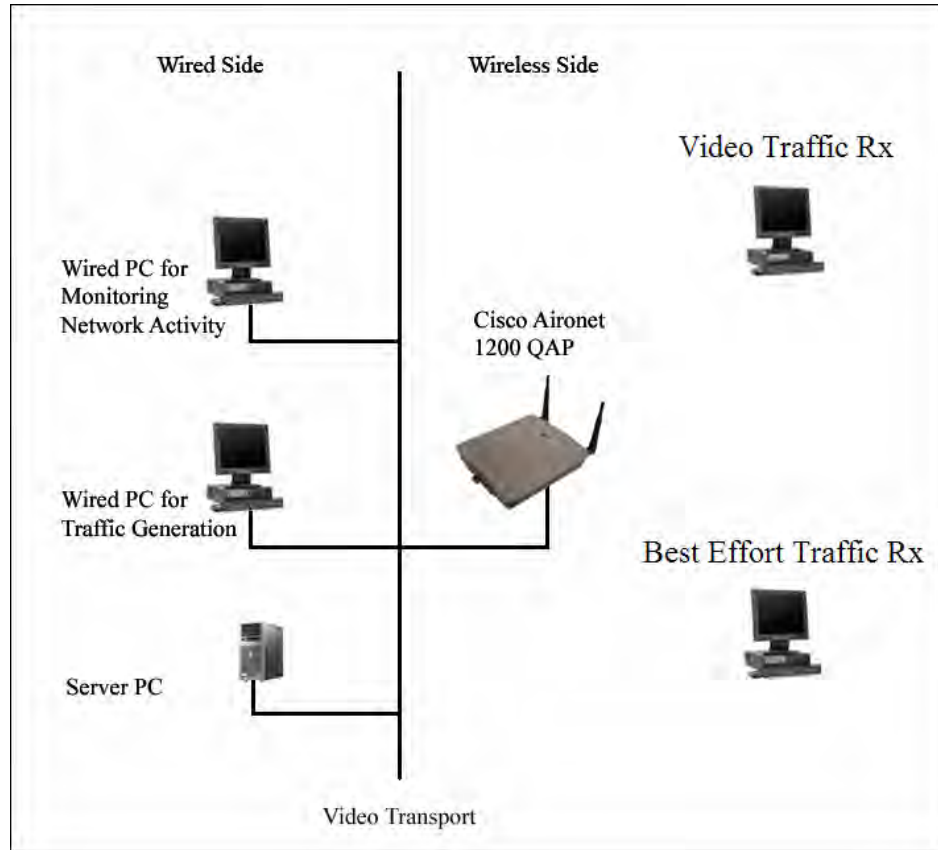 Wired Side
Wireless Side
Video Traffic Rx
Wired PC for
Monitoring
Network Activity
Cisco Aironet
1200 QAP
Wired PC for
Traffic Generation
Best Effort Traffic Rx
Server PC
Video Transport